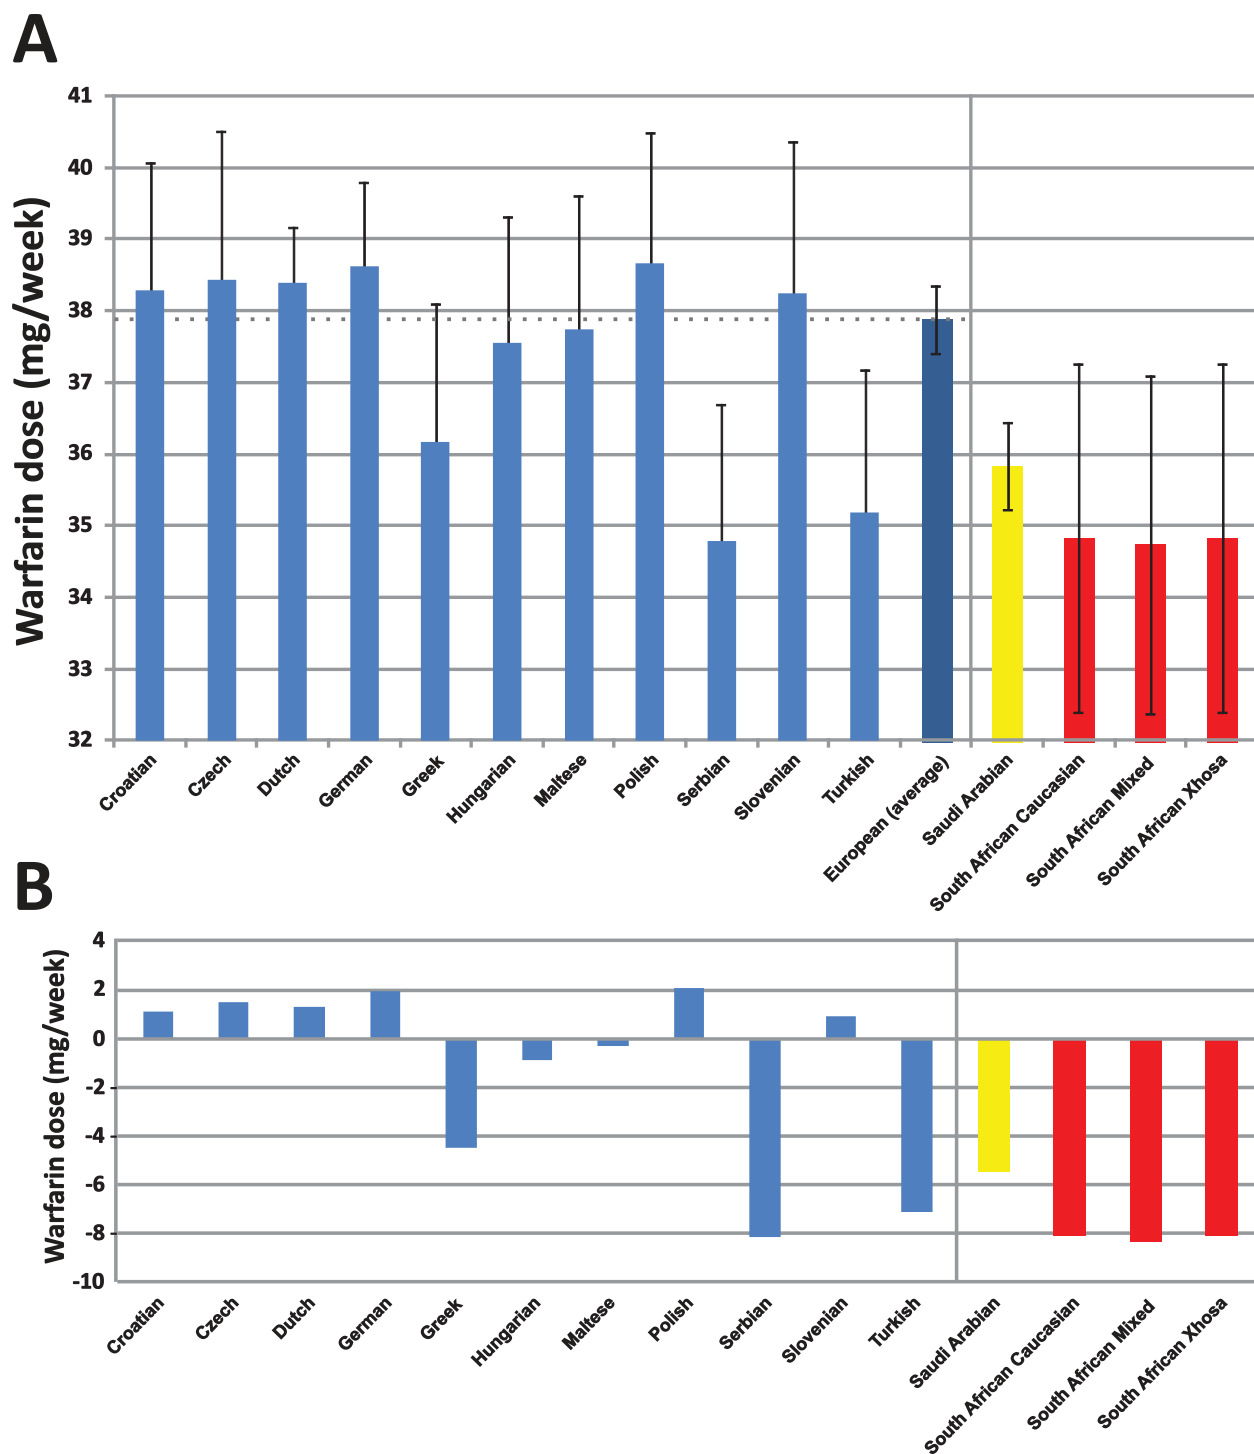 A
Warfarin dose (mg/week)
41
40
39
38
37
36
35
34
33
32
Croatian
Czech
Dutch
German
Greek
Hungarian
Maltese
Polish
Serbian
Slovenian
Turkish
European (average)
Saudi Arabian
South African Caucasian
South African Mixed
South African Xhosa
B
Warfarin dose (mg/week)
4
2
0
-2
-4
-6
-8
-10
Croatian
Czech
Dutch
German
Greek
Hungarian
Maltese
Polish
Serbian
Slovenian
Turkish
Saudi Arabian
South African Caucasian
South African Mixed
South African Xhosa